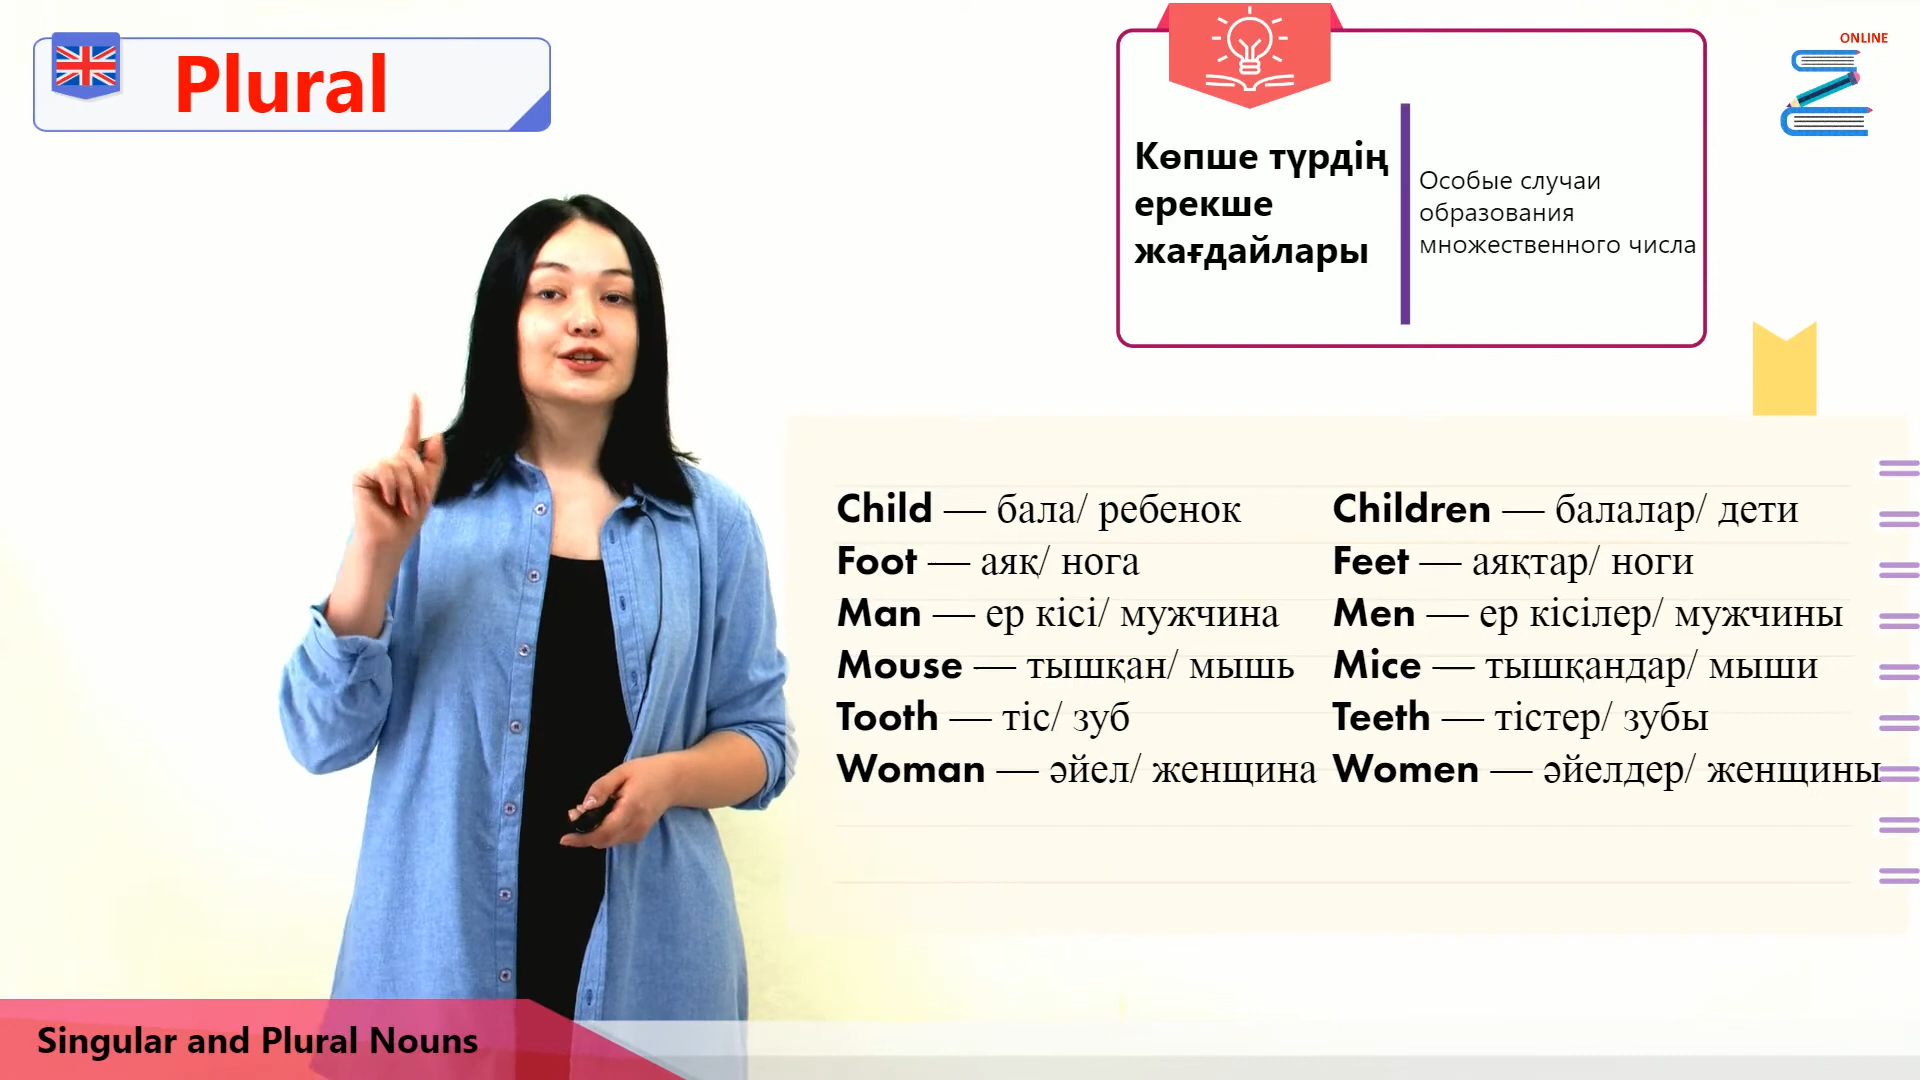 Plural
ONLINE
Көпше түрдің
ерекше
жағдайлары
Особые случаи
образования
множественного числа
Child — бала/ ребенок
Foot — аяқ/ нога
Man — ер кісі/ мужчина
Mouse — тышқан/ мышь
Tooth — тіс/ зуб
Woman — әйел/ женщина
Children — балалар/ дети
Feet — аяқтар/ ноги
Men — ер кісілер/ мужчины
Mice — тышқандар/ мыши
Teeth — тістер/ зубы
Women — әйелдер/ женщины
Singular and Plural Nouns